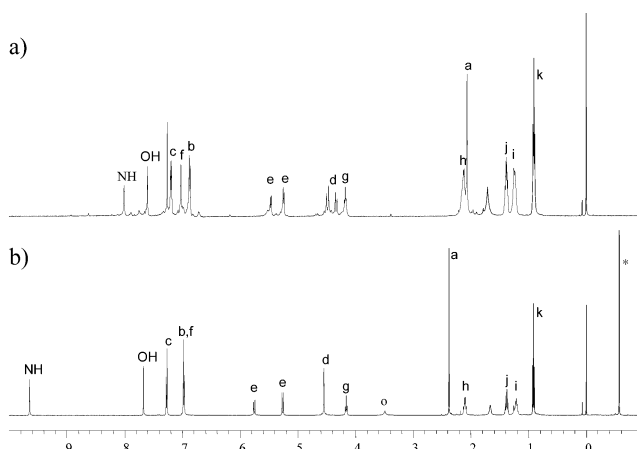 a)
NH OH c f b e e d g h a j i k
b)
NH OH c b,f e e d g o a h j i k *
9 8 7 6 5 4 3 2 1 0